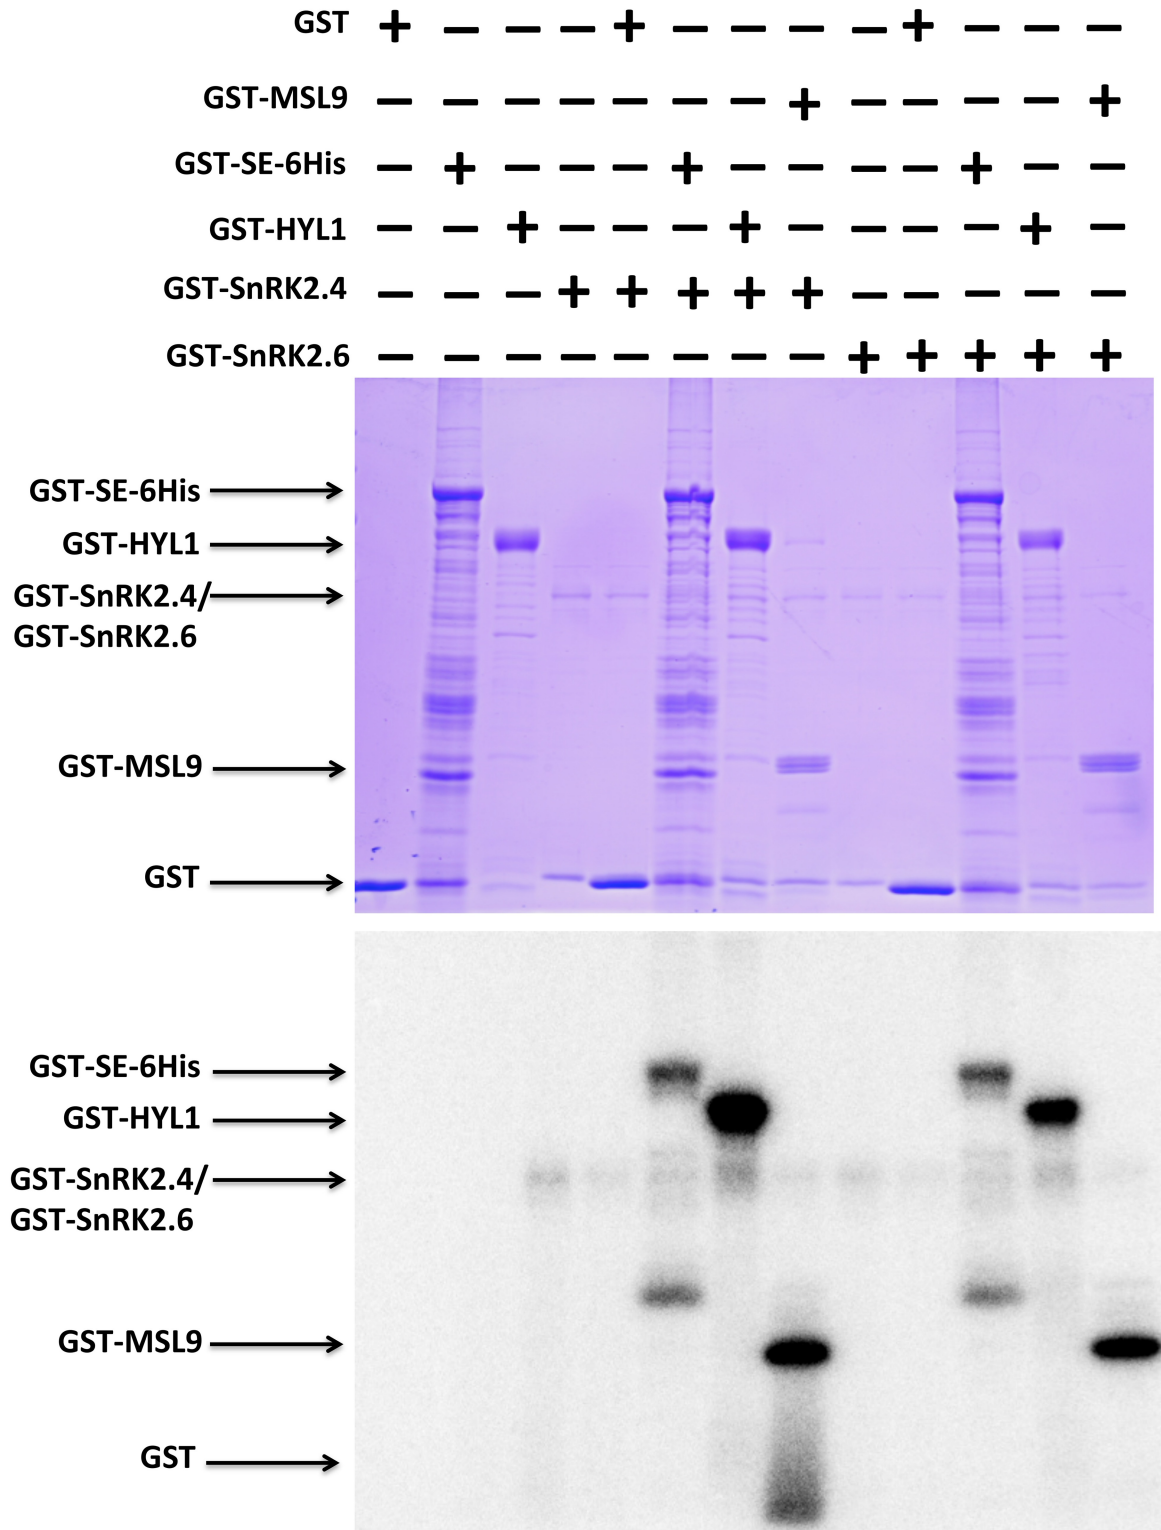 GST + — — — + — — — — + — — —
GST-MSL9 — — — — — — — + — — — — +
GST-SE-6His — + — — — + — — — — + — —
GST-HYL1 — — + — — — + — — — — + —
GST-SnRK2.4 — — — + + + + + — — — — —
GST-SnRK2.6 — — — — — — — — + + + + +
GST-SE-6His
GST-HYL1
GST-SnRK2.4/
GST-SnRK2.6
GST-MSL9
GST
GST-SE-6His
GST-HYL1
GST-SnRK2.4/
GST-SnRK2.6
GST-MSL9
GST